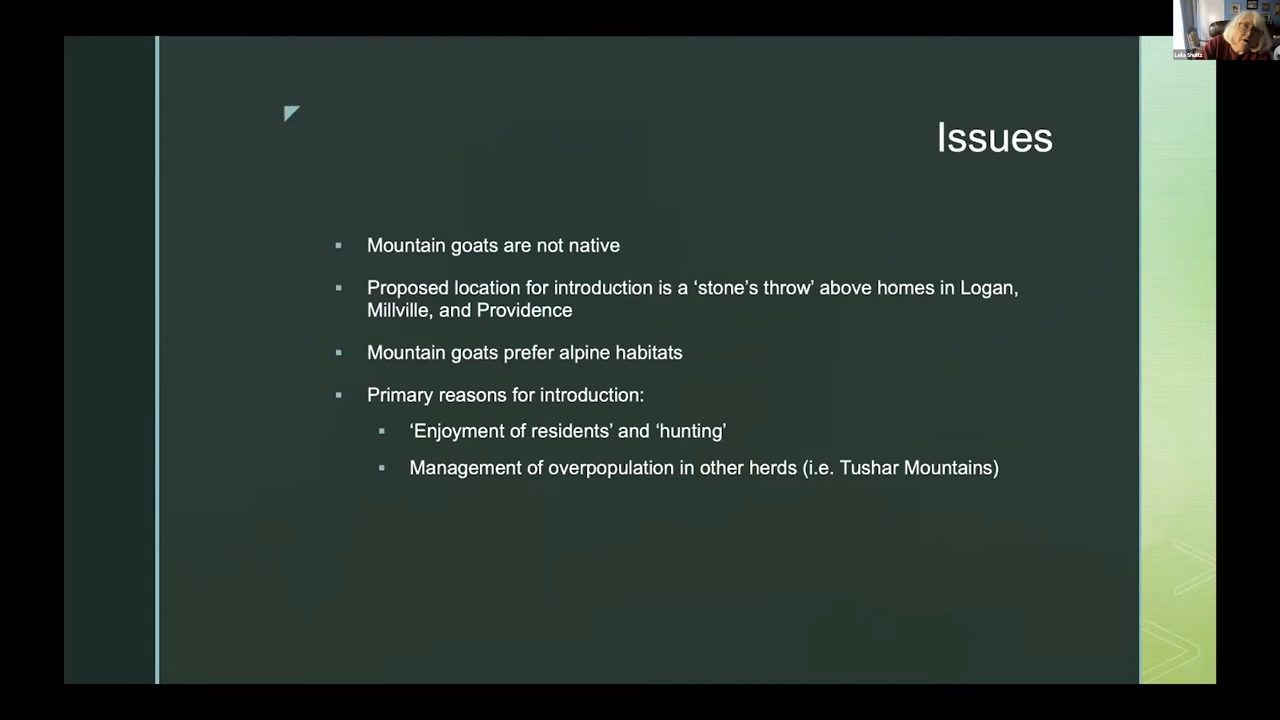 Leila Shultz
Issues
Mountain goats are not native
Proposed location for introduction is a ‘stone’s throw’ above homes in Logan,
Millville, and Providence
Mountain goats prefer alpine habitats
Primary reasons for introduction:
‘Enjoyment of residents’ and ‘hunting’
Management of overpopulation in other herds (i.e. Tushar Mountains)